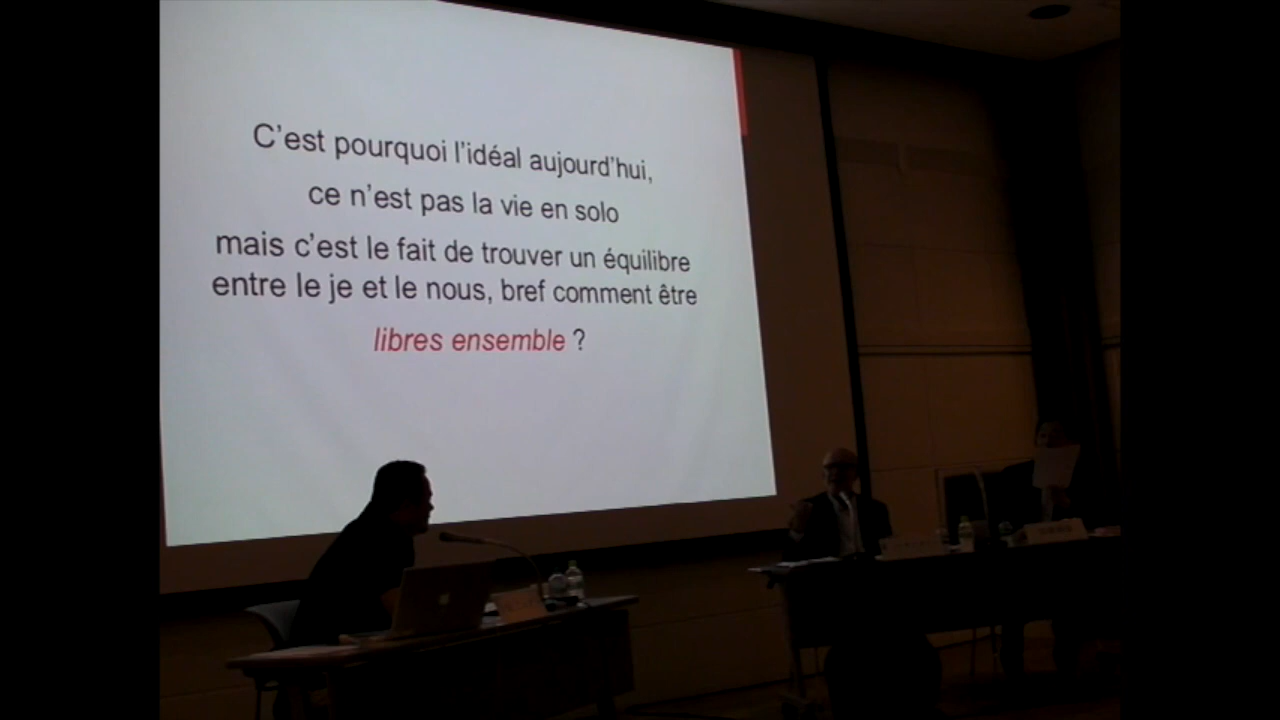 C'est pourquoi l'idéal aujourd'hui,
ce n'est pas la vie en solo
mais c'est le fait de trouver un équilibre
entre le je et le nous, bref comment être
libres ensemble ?